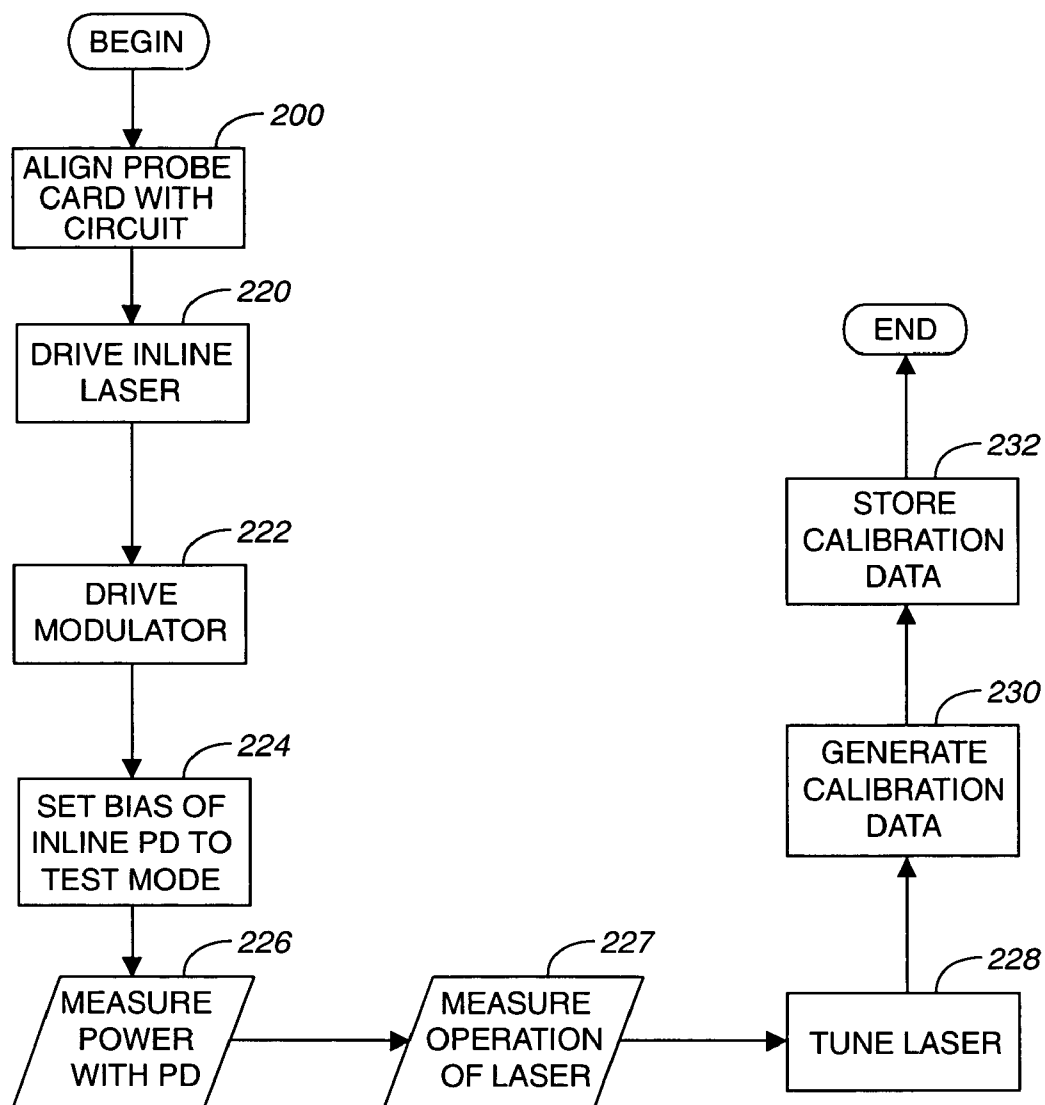 BEGIN
200
ALIGN PROBE
CARD WITH
CIRCUIT
220
DRIVE INLINE
LASER
222
DRIVE
MODULATOR
224
SET BIAS OF
INLINE PD TO
TEST MODE
226
MEASURE
POWER
WITH PD
227
MEASURE
OPERATION
OF LASER
228
TUNE LASER
230
GENERATE
CALIBRATION
DATA
232
STORE
CALIBRATION
DATA
END